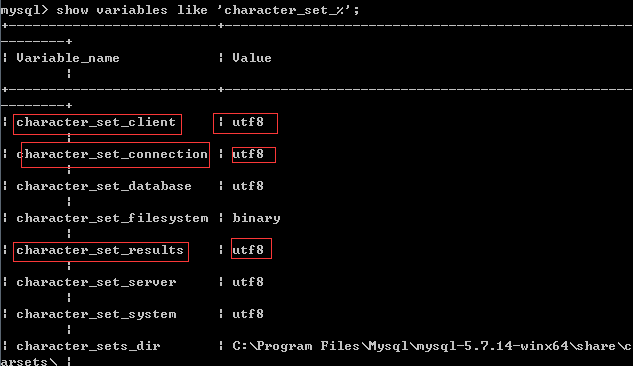 mysql> show variables like 'character_set_%';
+--------------------------+----------------------------------------------------
--------+
| Variable_name            | Value
        |
+--------------------------+----------------------------------------------------
--------+
| character_set_client     | utf8
        |
| character_set_connection | utf8
        |
| character_set_database   | utf8
        |
| character_set_filesystem | binary
        |
| character_set_results    | utf8
        |
| character_set_server     | utf8
        |
| character_set_system     | utf8
        |
| character_sets_dir       | C:\Program Files\Mysql\mysql-5.7.14-winx64\share\c
arsets\ |